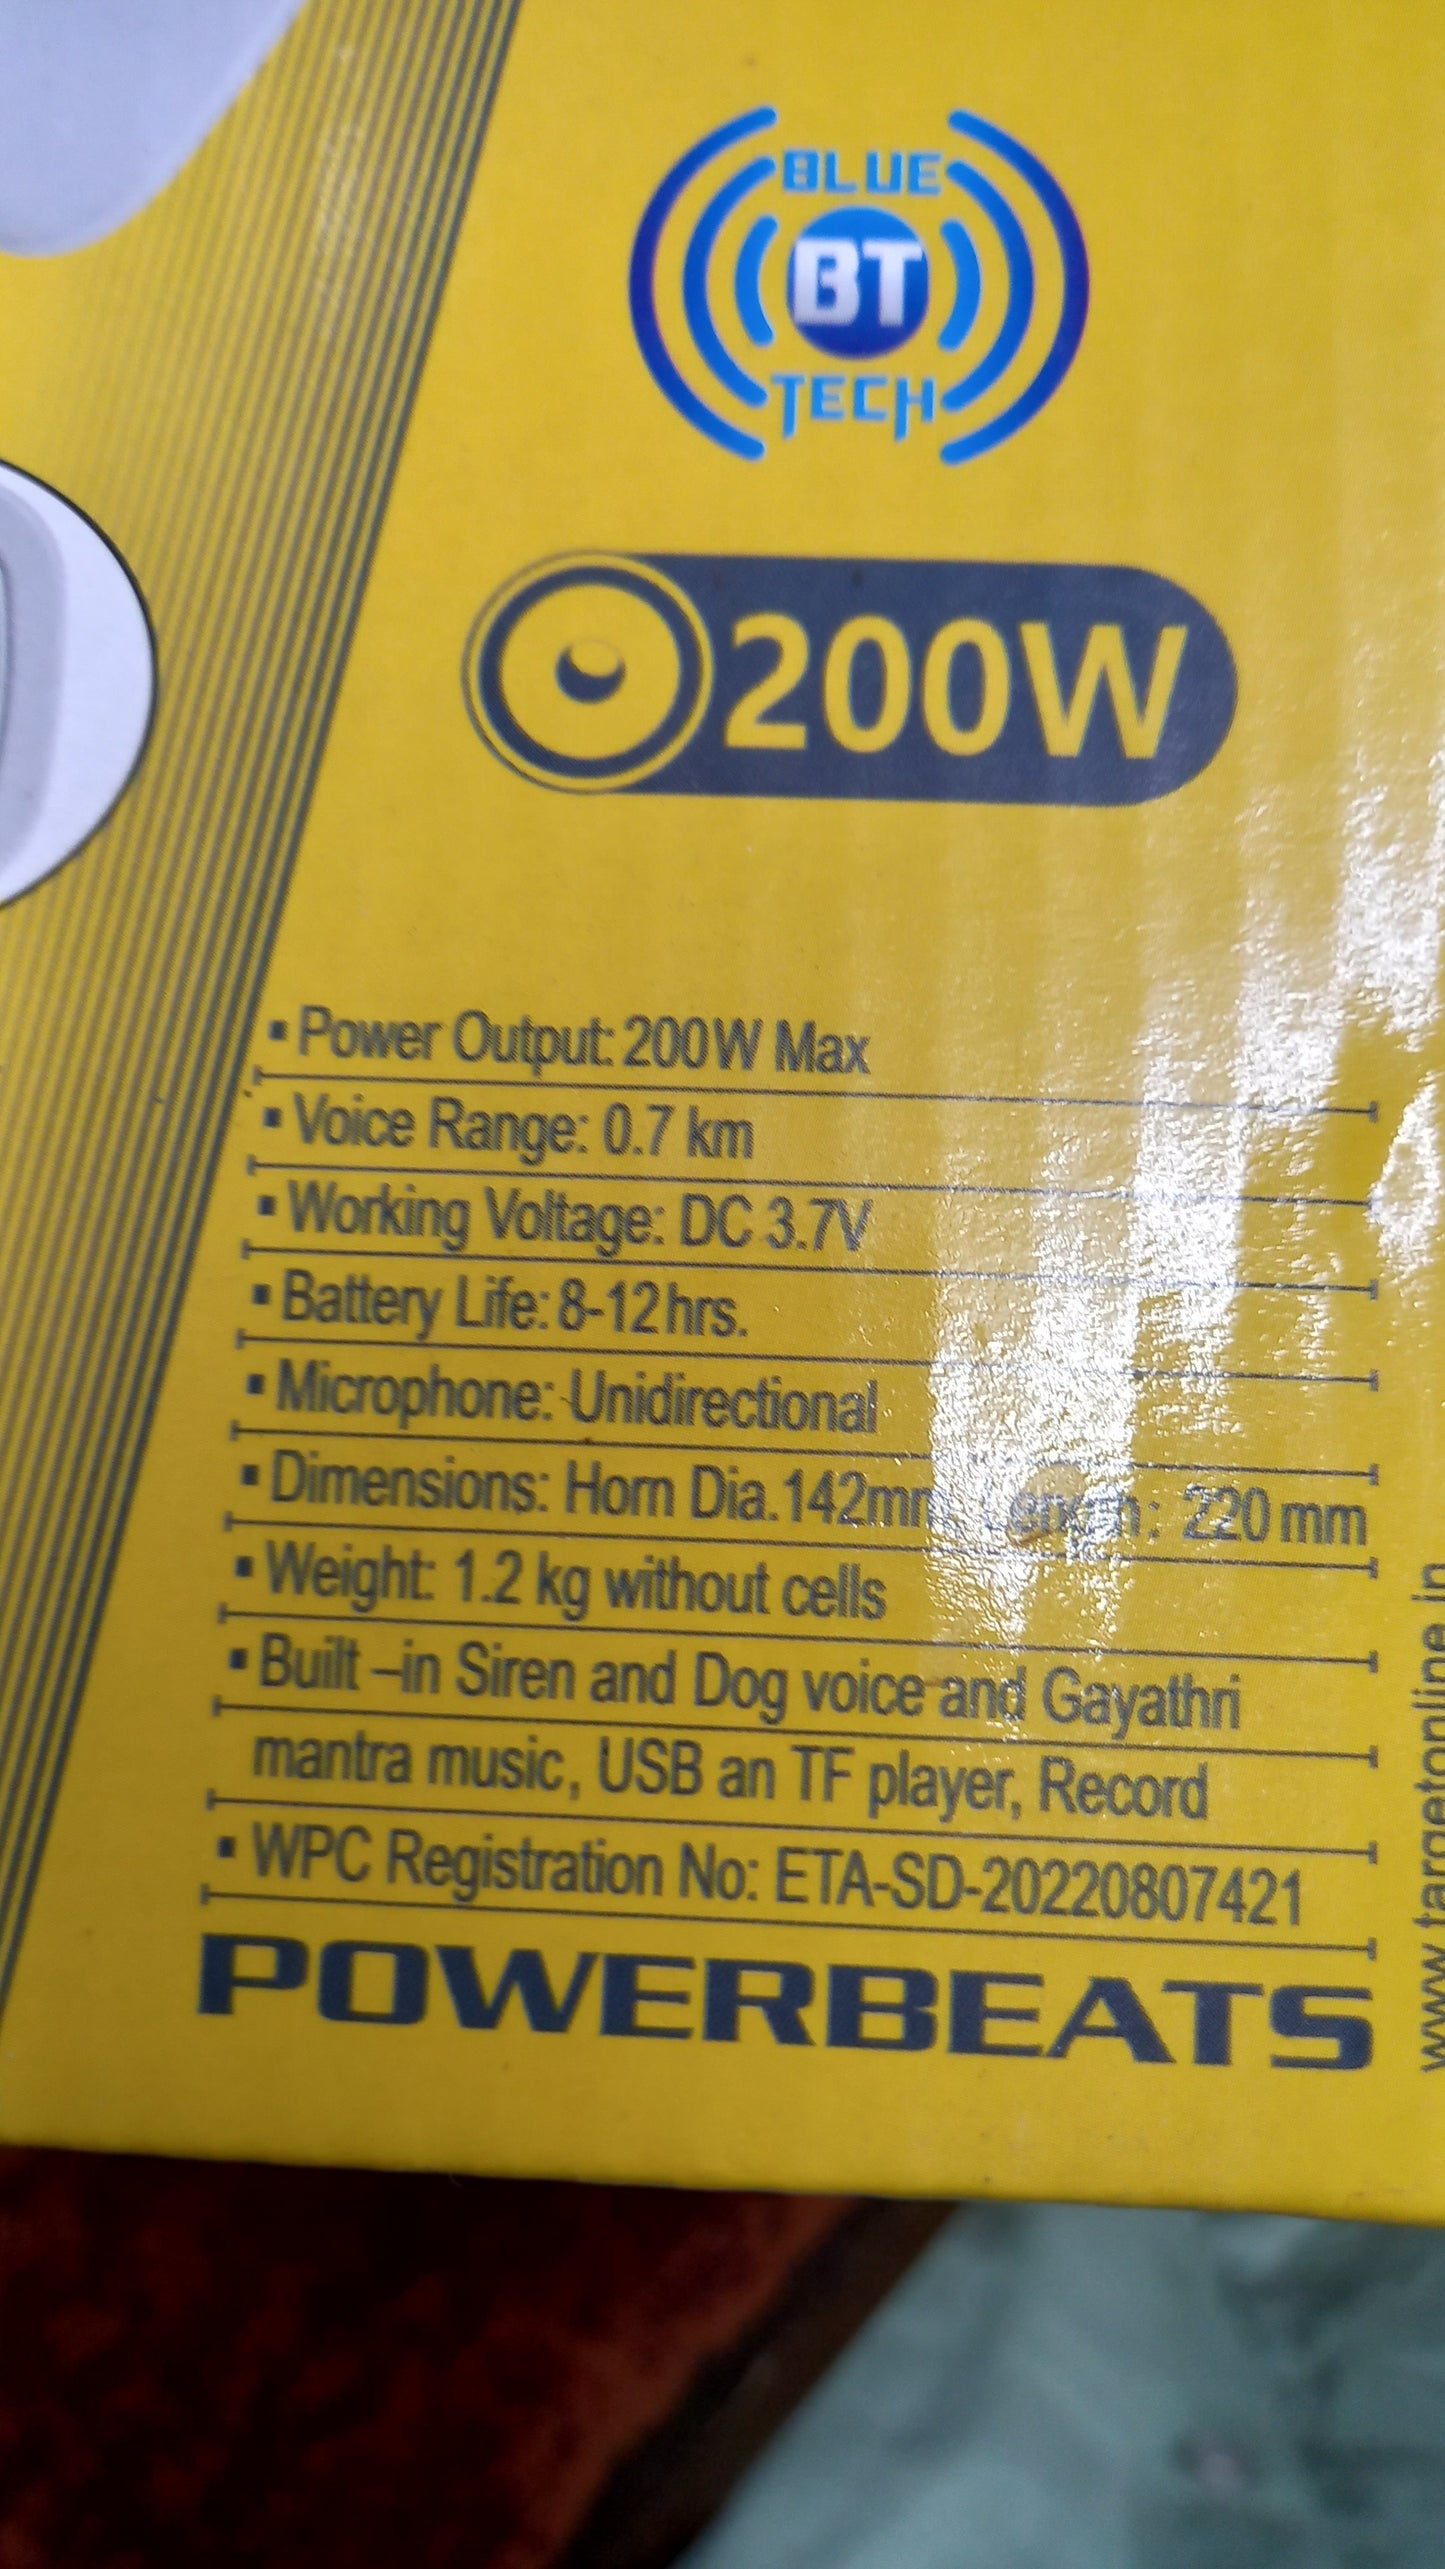 BLUE
BT
TECH
200W
▪ Power Output: 200W Max
▪ Voice Range: 0.7 km
▪ Working Voltage: DC 3.7V
▪ Battery Life: 8-12 hrs.
▪ Microphone: Unidirectional
▪ Dimensions: Horn Dia.142mm, Length: 220 mm
▪ Weight: 1.2 kg without cells
▪ Built –in Siren and Dog voice and Gayathri
mantra music, USB an TF player, Record
▪ WPC Registration No: ETA-SD-20220807421
POWERBEATS
www.targetonline.in